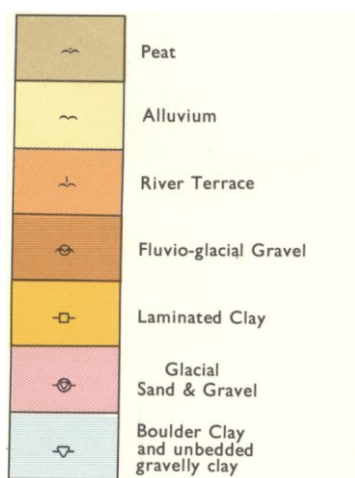 Peat
Alluvium
River Terrace
Fluvio-glacial Gravel
Laminated Clay
Glacial
Sand & Gravel
Boulder Clay
and unbedded
gravelly clay